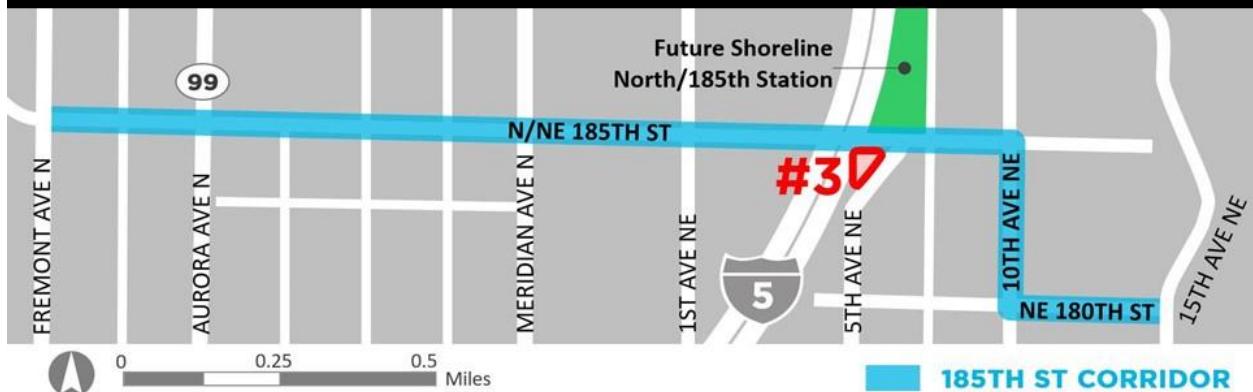 Future Shoreline
North/185th Station
99
N/NE 185TH ST
#3
FREMONT AVE N
AURORA AVE N
MERIDIAN AVE N
1ST AVE NE
5
5TH AVE NE
10TH AVE NE
NE 180TH ST
15TH AVE NE
0
0.25
0.5
Miles
185TH ST CORRIDOR